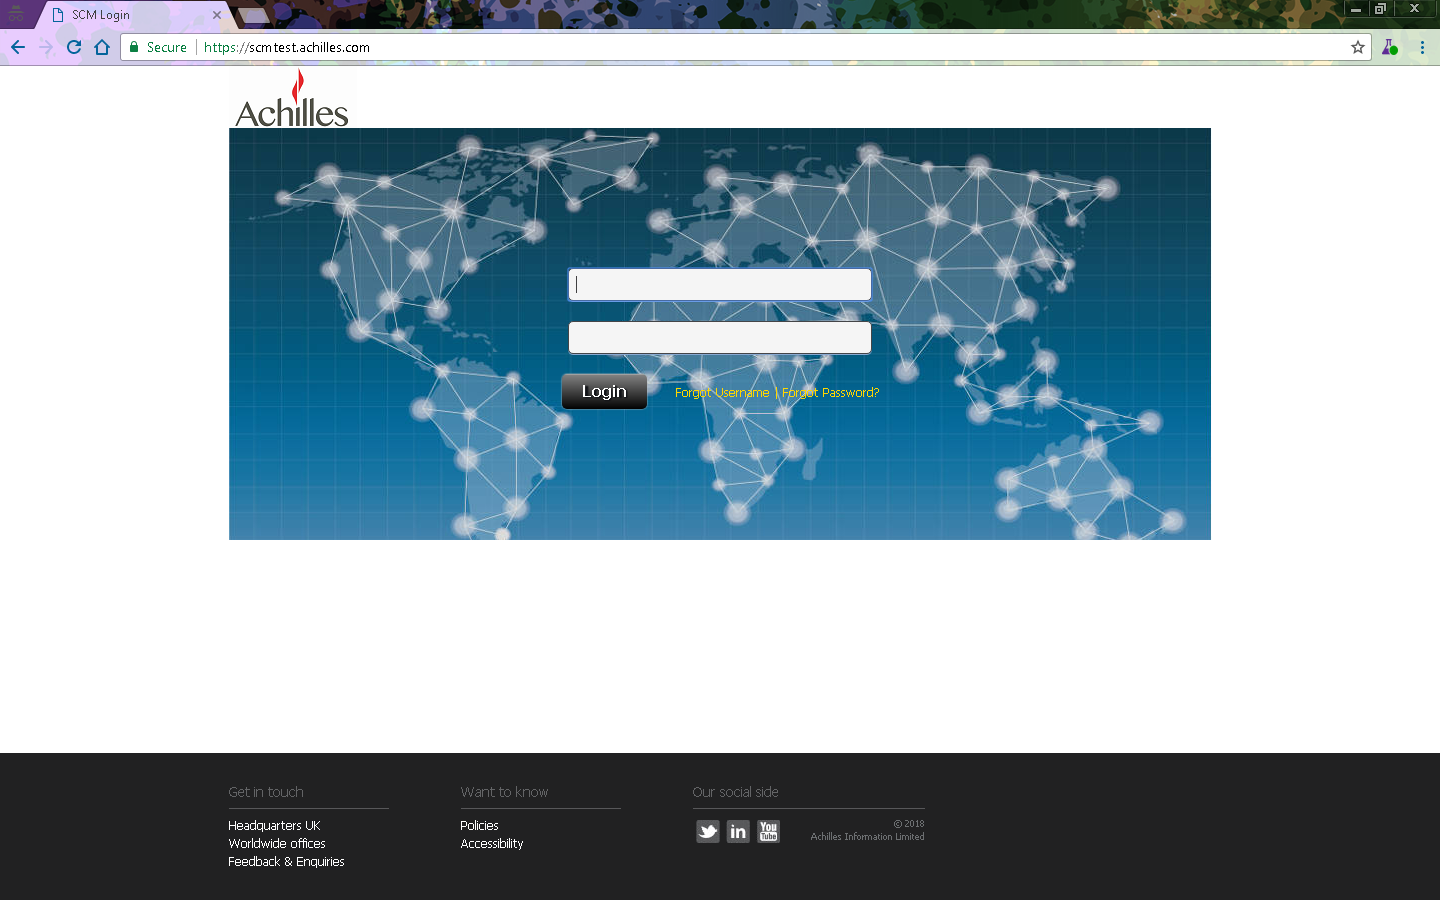 SCM Login
Secure https://scmtest.achilles.com
Achilles
Login Forgot Username | Forgot Password?
Get in touch
Headquarters UK
Worldwide offices
Feedback & Enquiries
Want to know
Policies
Accessibility
Our social side
in You Tube
© 2018
Achilles Information Limited